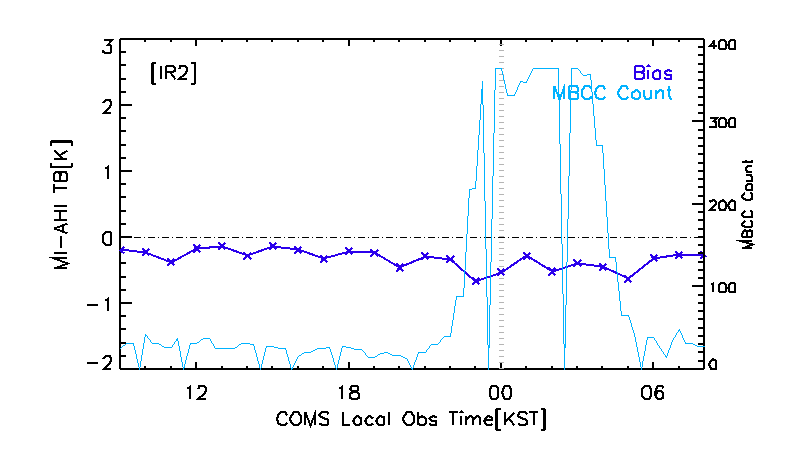 [IR2]
Bias
MBCC Count
3
2
1
0
-1
-2
MI-AHI TB[K]
400
300
200
100
0
MBCC Count
12 18 00 06
COMS Local Obs Time[KST]